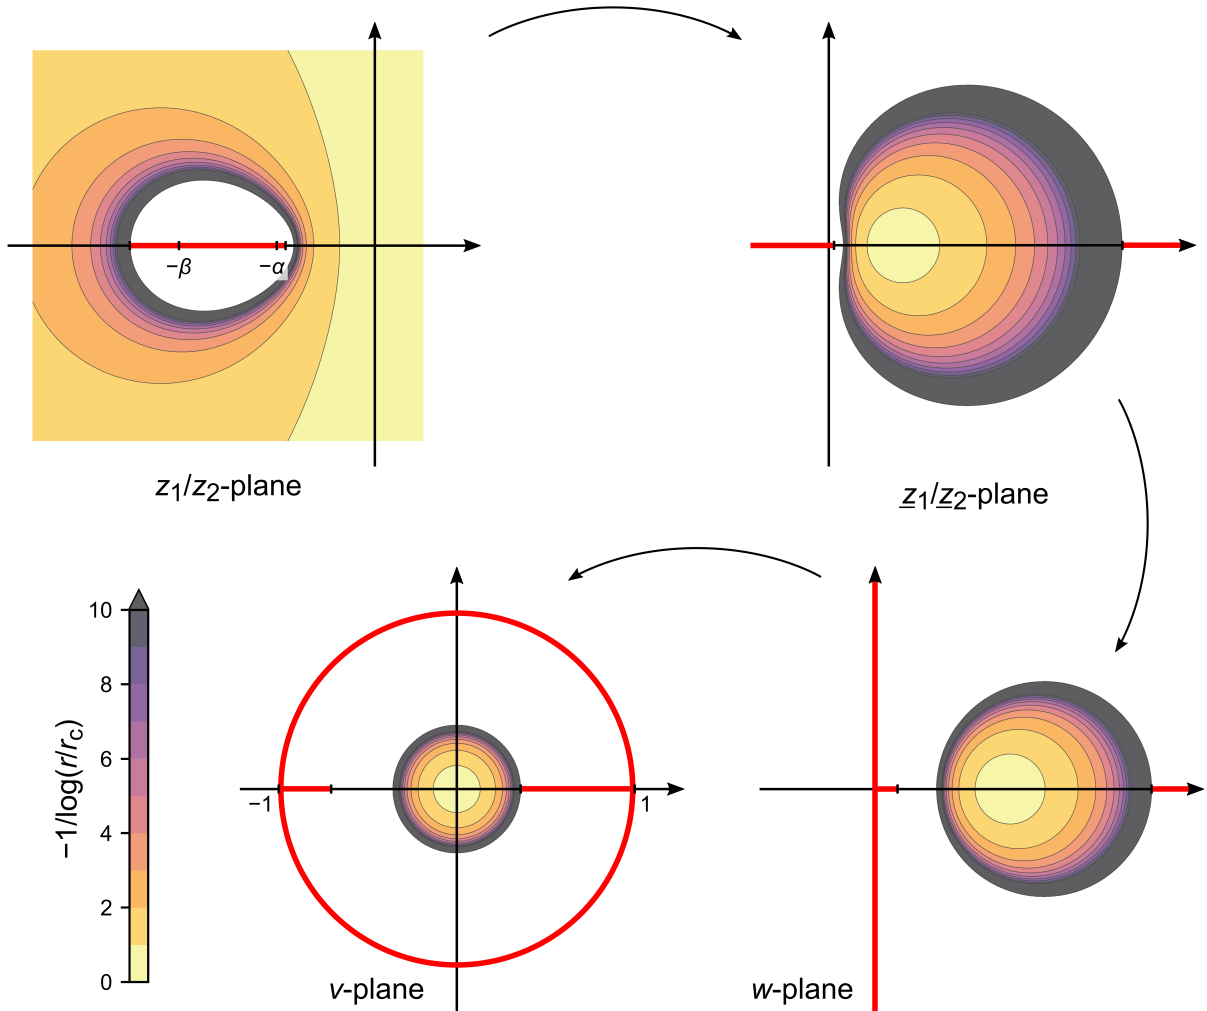 −β
−α
z1/z2-plane
z1/z2-plane
10
8
6
4
2
0
−1/log(r/rc)
−1
1
v-plane
w-plane